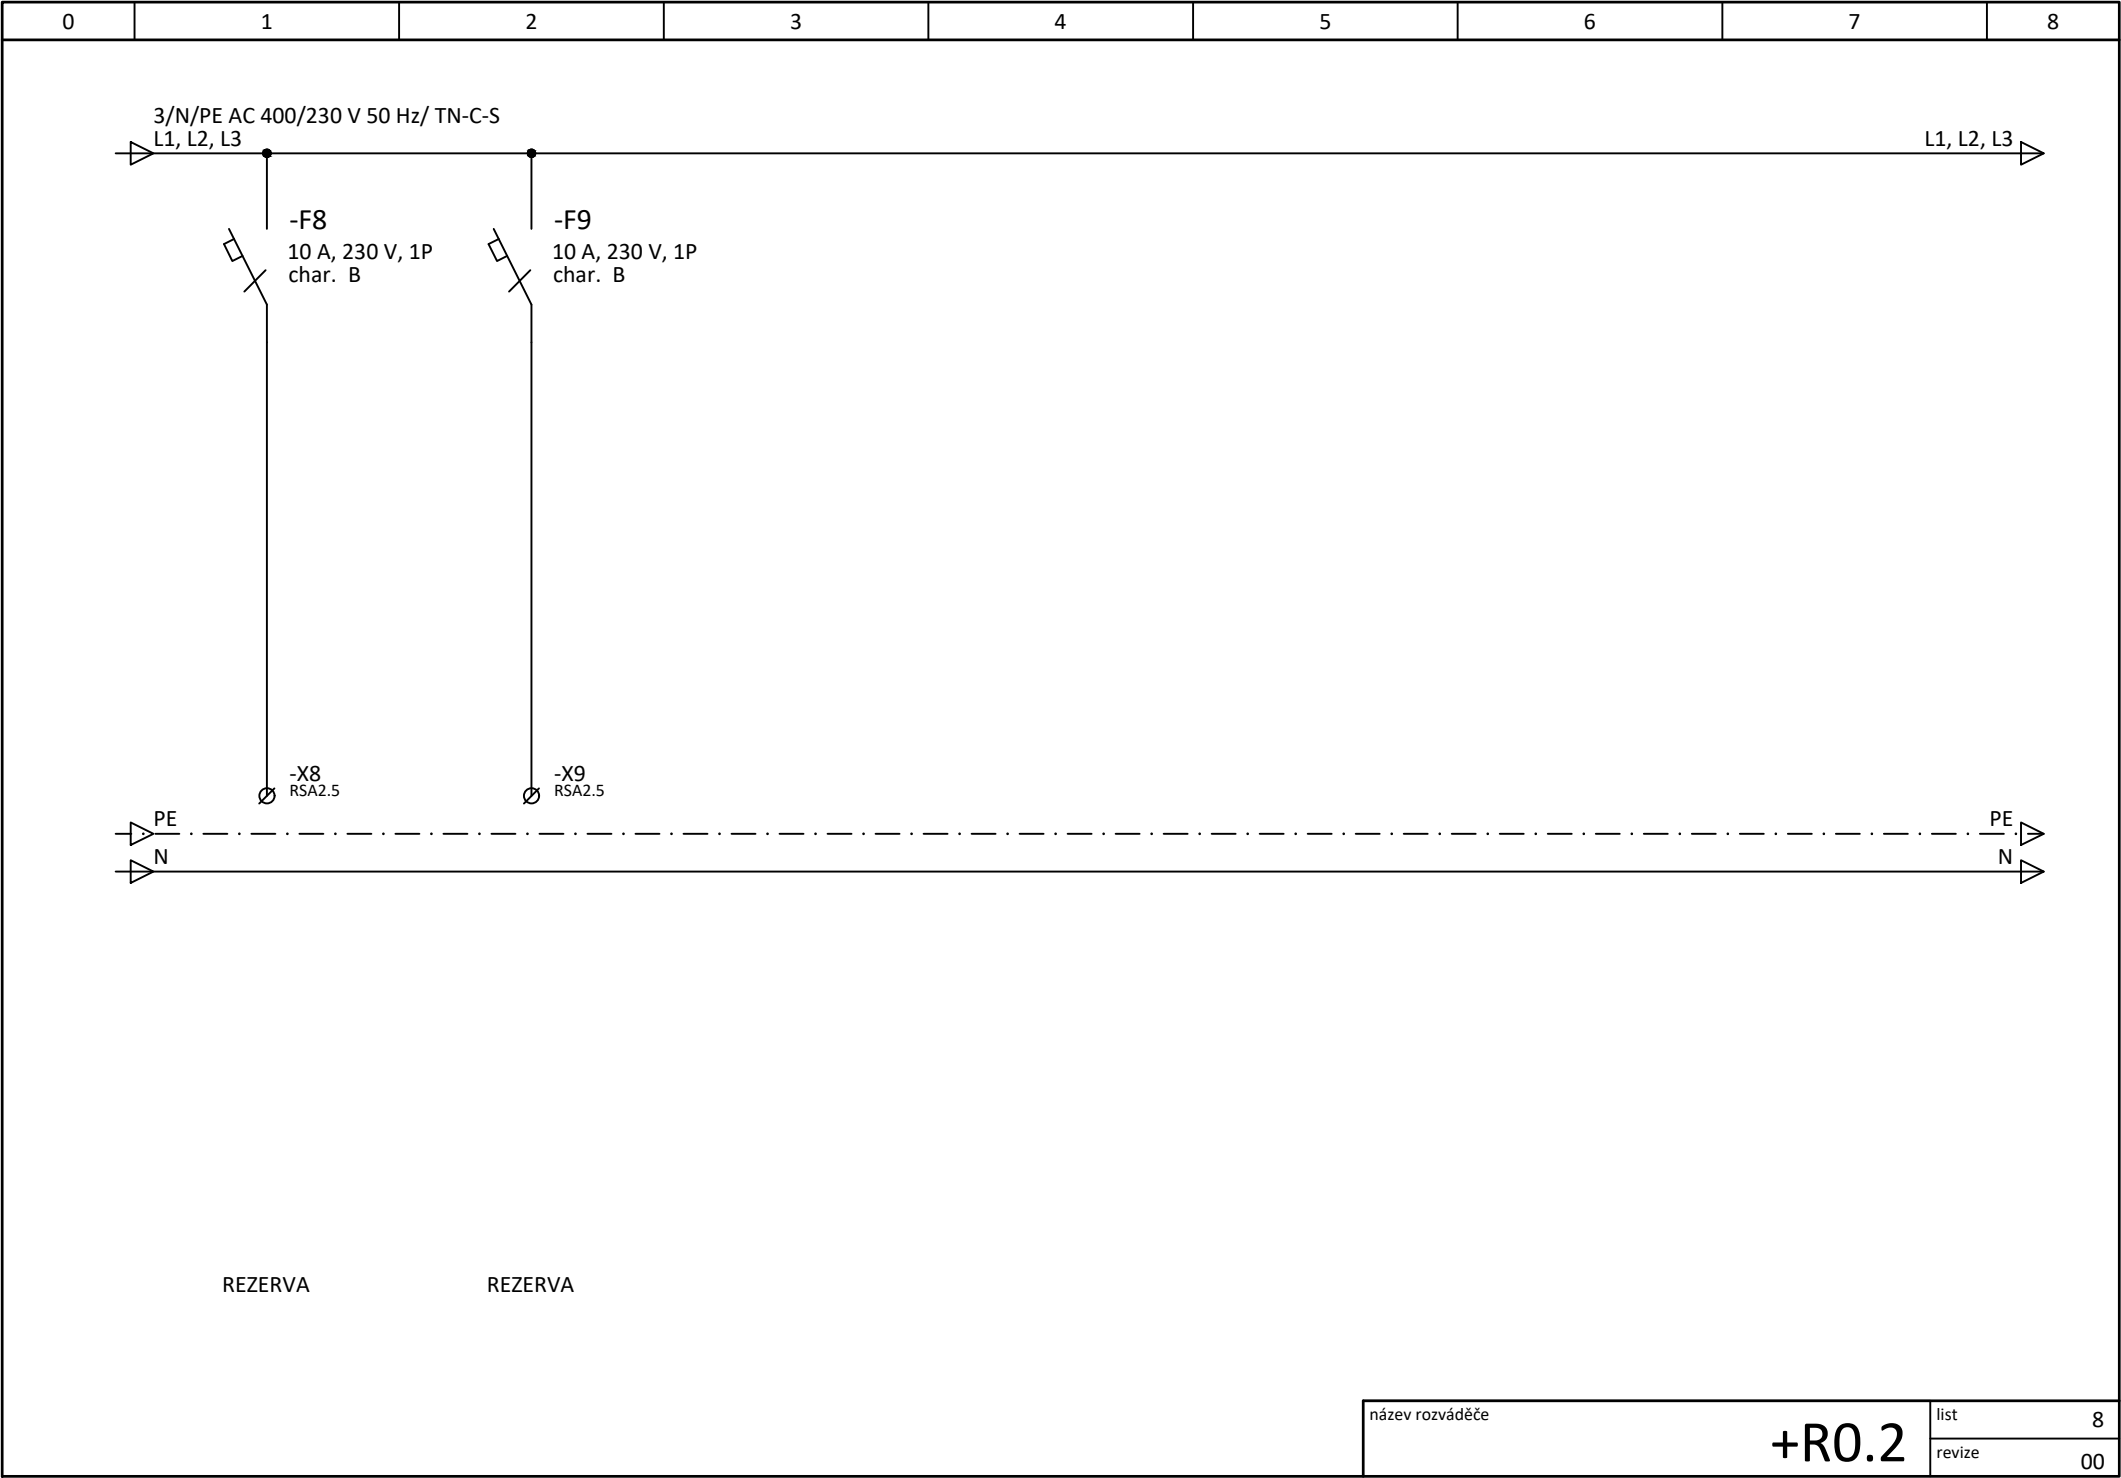 0 1 2 3 4 5 6 7 8
3/N/PE AC 400/230 V 50 Hz/ TN-C-S
L1, L2, L3
L1, L2, L3
-F8
10 A, 230 V, 1P
char. B
-F9
10 A, 230 V, 1P
char. B
-X8
RSA2.5
-X9
RSA2.5
PE
PE
N
N
REZERVA
REZERVA
název rozváděče
+R0.2
list
8
revize
00